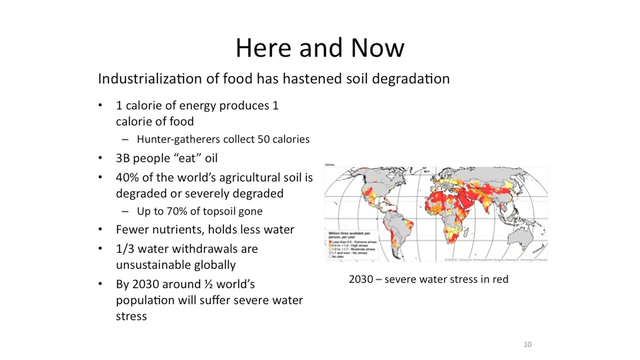 Here and Now
Industrialization of food has hastened soil degradation
• 1 calorie of energy produces 1
calorie of food
– Hunter-gatherers collect 50 calories
• 3B people “eat” oil
• 40% of the world’s agricultural soil is
degraded or severely degraded
– Up to 70% of topsoil gone
• Fewer nutrients, holds less water
• 1/3 water withdrawals are
unsustainable globally
• By 2030 around ½ world’s
population will suffer severe water
stress
2030 – severe water stress in red
10